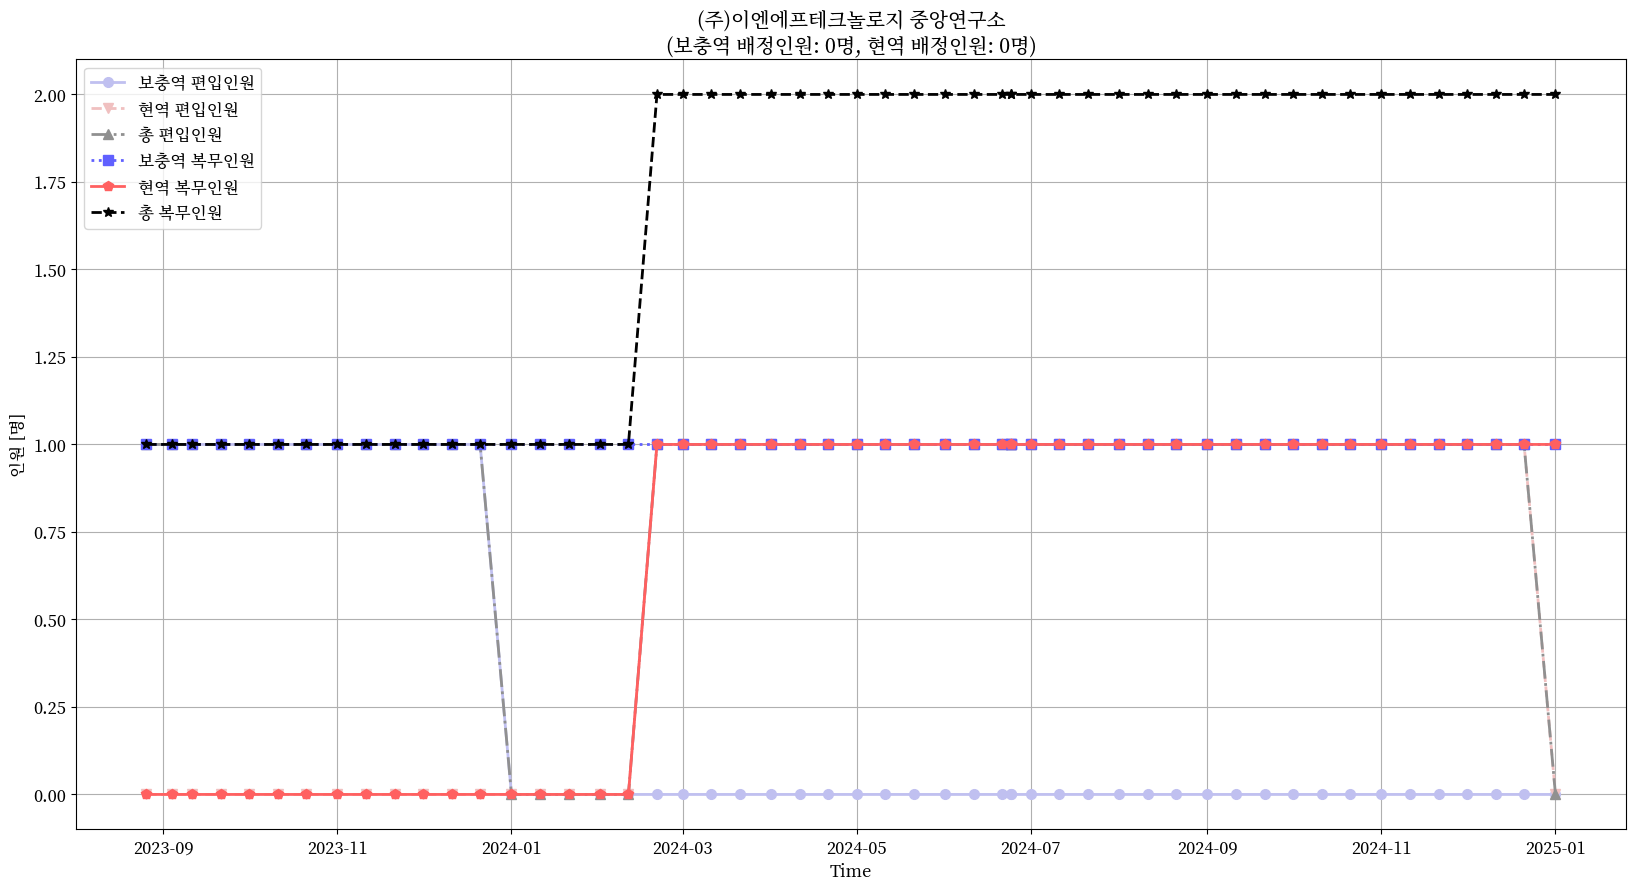 (주)이엔에프테크놀로지 중앙연구소
(보충역 배정인원: 0명, 현역 배정인원: 0명)
보충역 편입인원
현역 편입인원
총 편입인원
보충역 복무인원
현역 복무인원
총 복무인원
2.00
1.75
1.50
1.25
1.00
0.75
0.50
0.25
0.00
인원 [명]
2023-09
2023-11
2024-01
2024-03
2024-05
2024-07
2024-09
2024-11
2025-01
Time